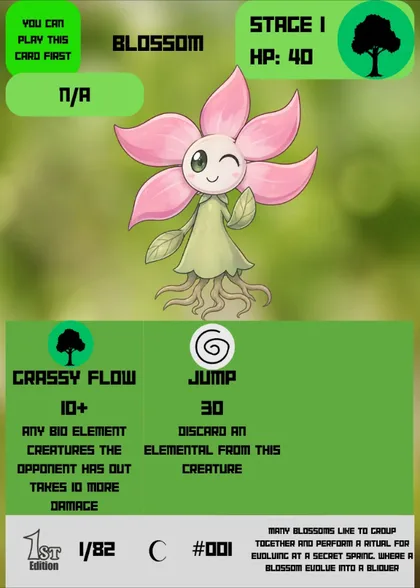 YOU CAN
PLAY THIS
CARD FIRST
BLOSSOM
STAGE 1
HP: 40
N/A
GRASSY FLOW
10+
ANY BIO ELEMENT
CREATURES THE
OPPONENT HAS OUT
TAKES 10 MORE
DAMAGE
JUMP
30
DISCARD AN
ELEMENTAL FROM THIS
CREATURE
1ST
Edition
1/82
#001
MANY BLOSSOMS LIKE TO GROUP
TOGETHER AND PERFORM A RITUAL FOR
EVOLVING AT A SECRET SPRING. WHERE A
BLOSSOM EVOLVE INTO A BLIOUER